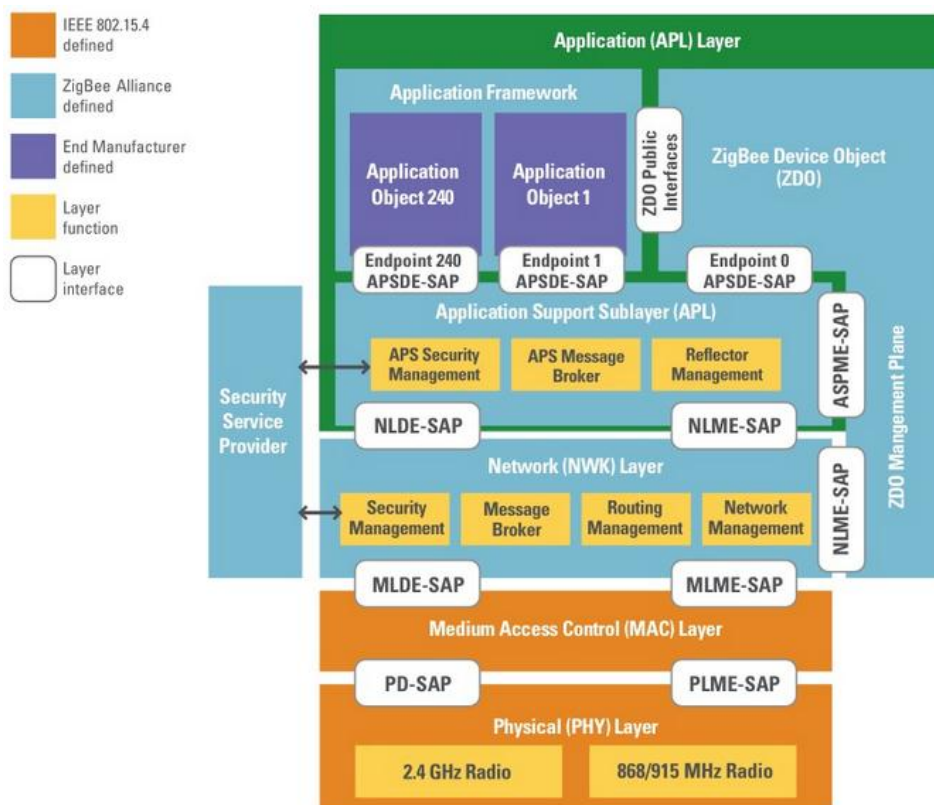 IEEE 802.15.4
defined
ZigBee Alliance
defined
End Manufacturer
defined
Layer
function
Layer
interface
Application (APL) Layer
Application Framework
Application
Object 240
Application
Object 1
ZDO Public
Interfaces
ZigBee Device Object
(ZDO)
Endpoint 240
APSDE-SAP
Endpoint 1
APSDE-SAP
Endpoint 0
APSDE-SAP
Application Support Sublayer (APL)
APS Security
Management
APS Message
Broker
Reflector
Management
ASPME-SAP
Security
Service
Provider
NLDE-SAP
NLME-SAP
Network (NWK) Layer
Security
Management
Message
Broker
Routing
Management
Network
Management
NLME-SAP
ZDO Mangement Plane
MLDE-SAP
MLME-SAP
Medium Access Control (MAC) Layer
PD-SAP
PLME-SAP
Physical (PHY) Layer
2.4 GHz Radio
868/915 MHz Radio